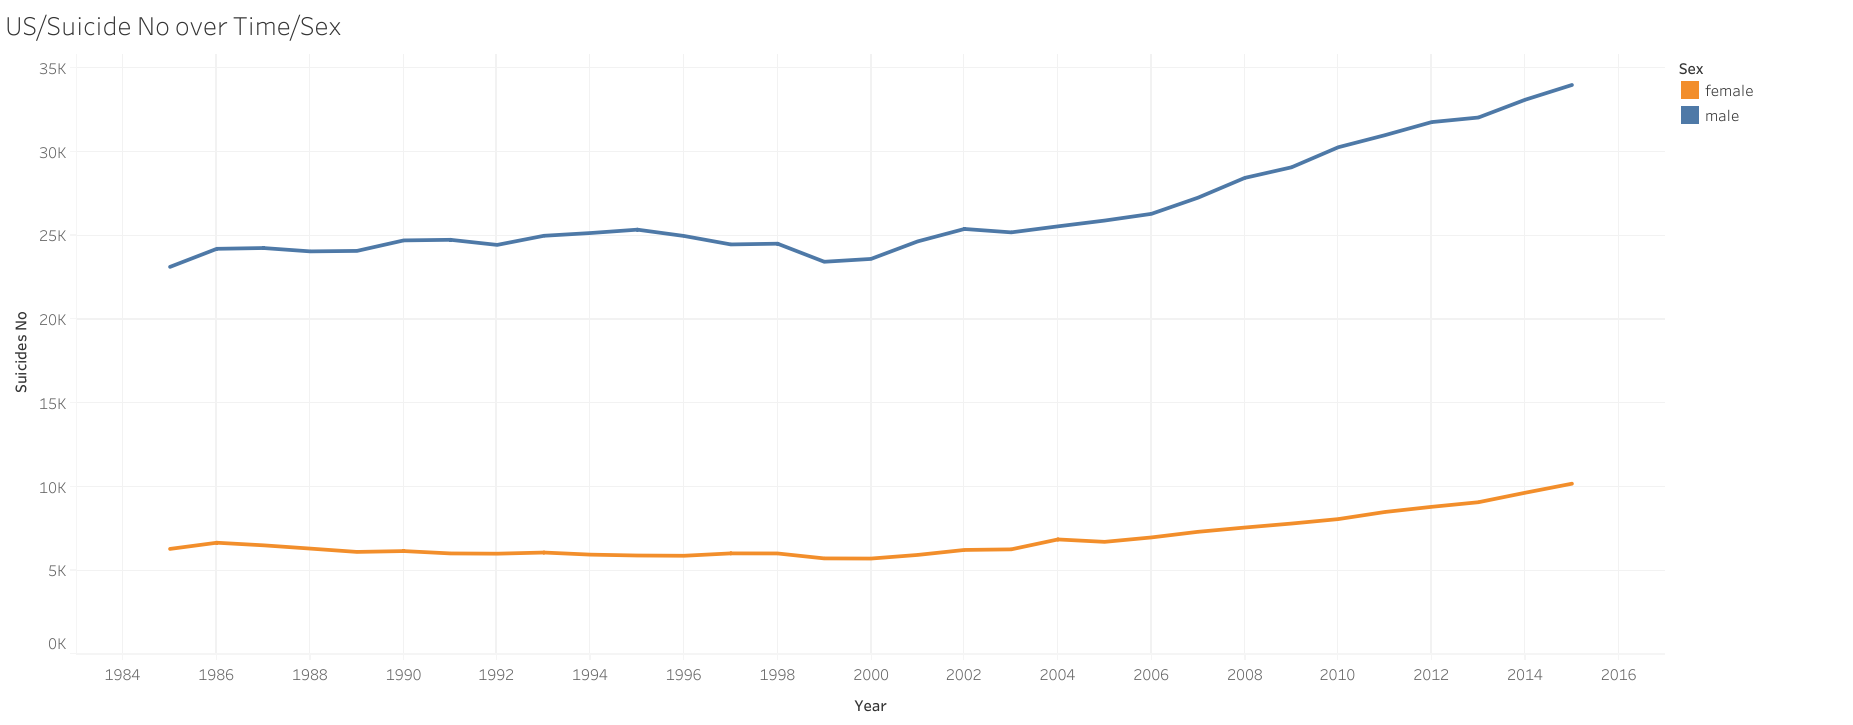 US/Suicide No over Time/Sex
35K
30K
25K
20K
15K
10K
5K
0K
Suicides No
1984 1986 1988 1990 1992 1994 1996 1998 2000 2002 2004 2006 2008 2010 2012 2014 2016
Year
Sex
female
male